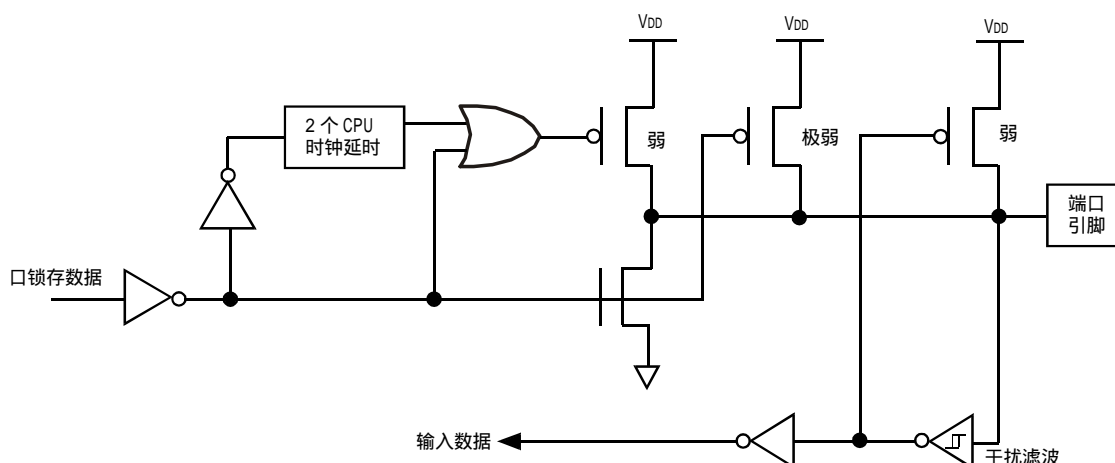 VDD
VDD
VDD
2 个 CPU
时钟延时
弱
极弱
弱
端口
引脚
口锁存数据
输入数据
干扰滤波